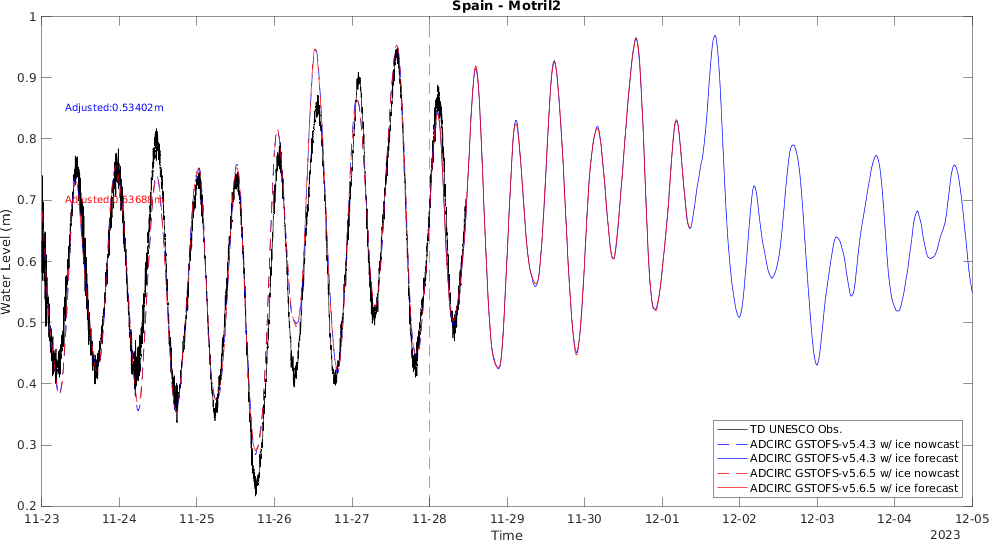 Spain - Motril2
1
0.9
0.8
0.7
0.6
0.5
0.4
0.3
0.2
Water Level (m)
Adjusted:0.53402m
Adjusted:0.53688m
TD UNESCO Obs.
ADCIRC GSTOFS-v5.4.3 w/ ice nowcast
ADCIRC GSTOFS-v5.4.3 w/ ice forecast
ADCIRC GSTOFS-v5.6.5 w/ ice nowcast
ADCIRC GSTOFS-v5.6.5 w/ ice forecast
11-23 11-24 11-25 11-26 11-27 11-28 11-29 11-30 12-01 12-02 12-03 12-04 12-05
Time
2023